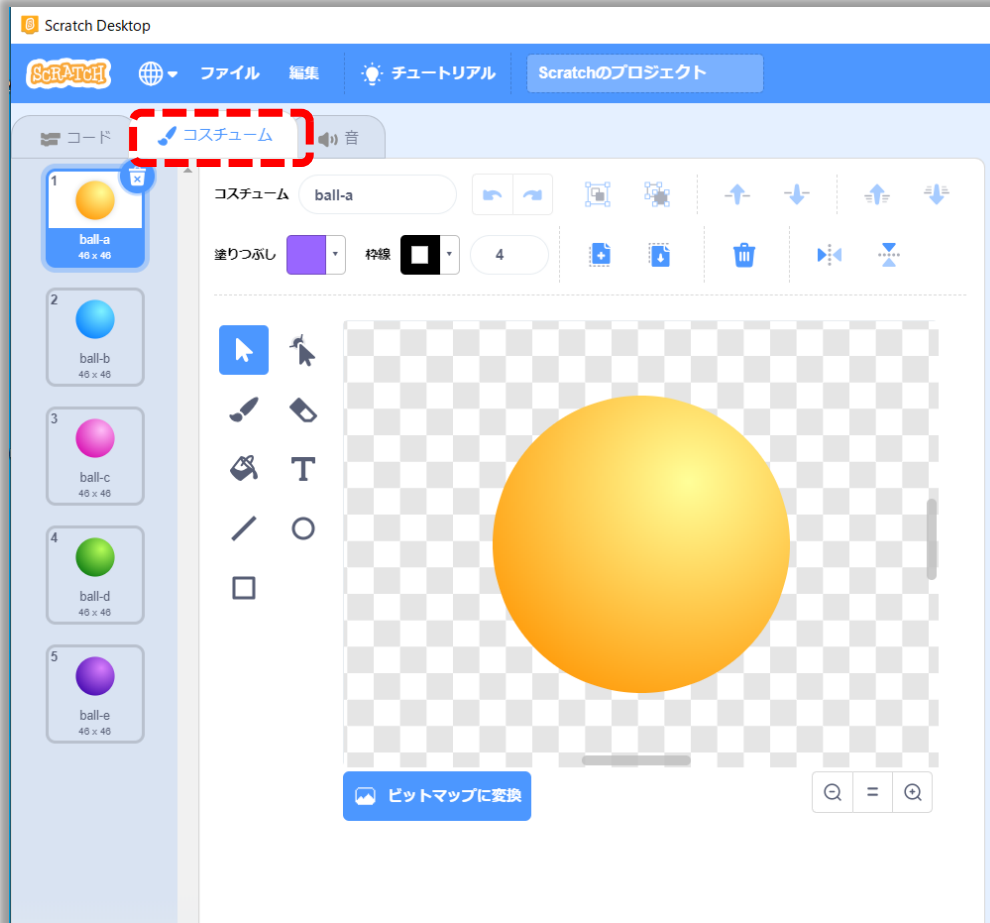 Scratch Desktop
SCRATCH ファイル 編集 チュートリアル Scratchのプロジェクト
コード コスチューム 音
1
ball-a
46 x 46
2
ball-b
46 x 46
3
ball-c
46 x 46
4
ball-d
46 x 46
5
ball-e
46 x 46
コスチューム ball-a
塗りつぶし 枠線 4
T
ビットマップに変換